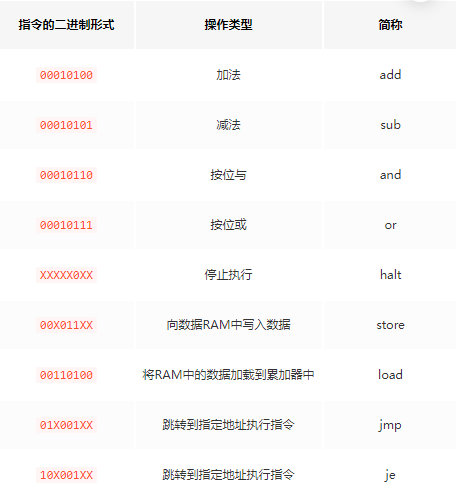 指令的二进制形式 操作类型 简称
00010100 加法 add
00010101 减法 sub
00010110 按位与 and
00010111 按位或 or
XXXXX0XX 停止执行 halt
00X011XX 向数据RAM中写入数据 store
00110100 将RAM中的数据加载到累加器中 load
01X001XX 跳转到指定地址执行指令 jmp
10X001XX 跳转到指定地址执行指令 je